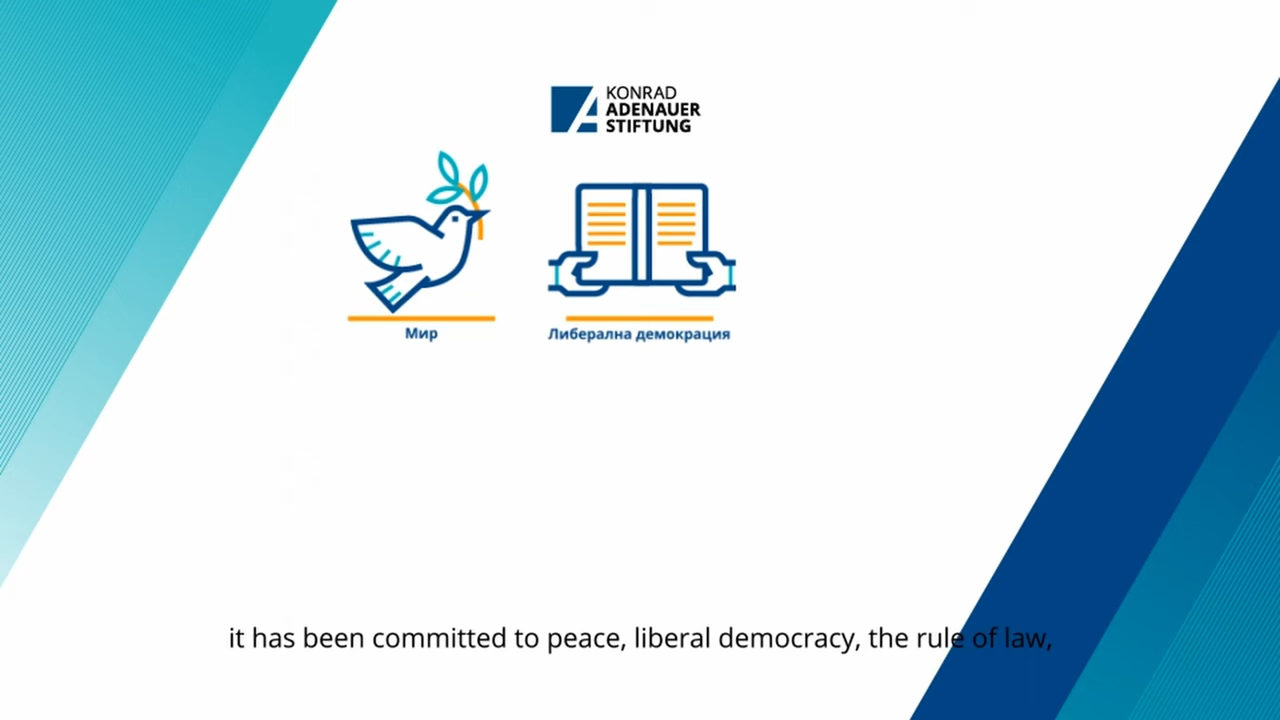 KONRAD
ADENAUER
STIFTUNG
Мир
Либерална демокрация
it has been committed to peace, liberal democracy, the rule of law,